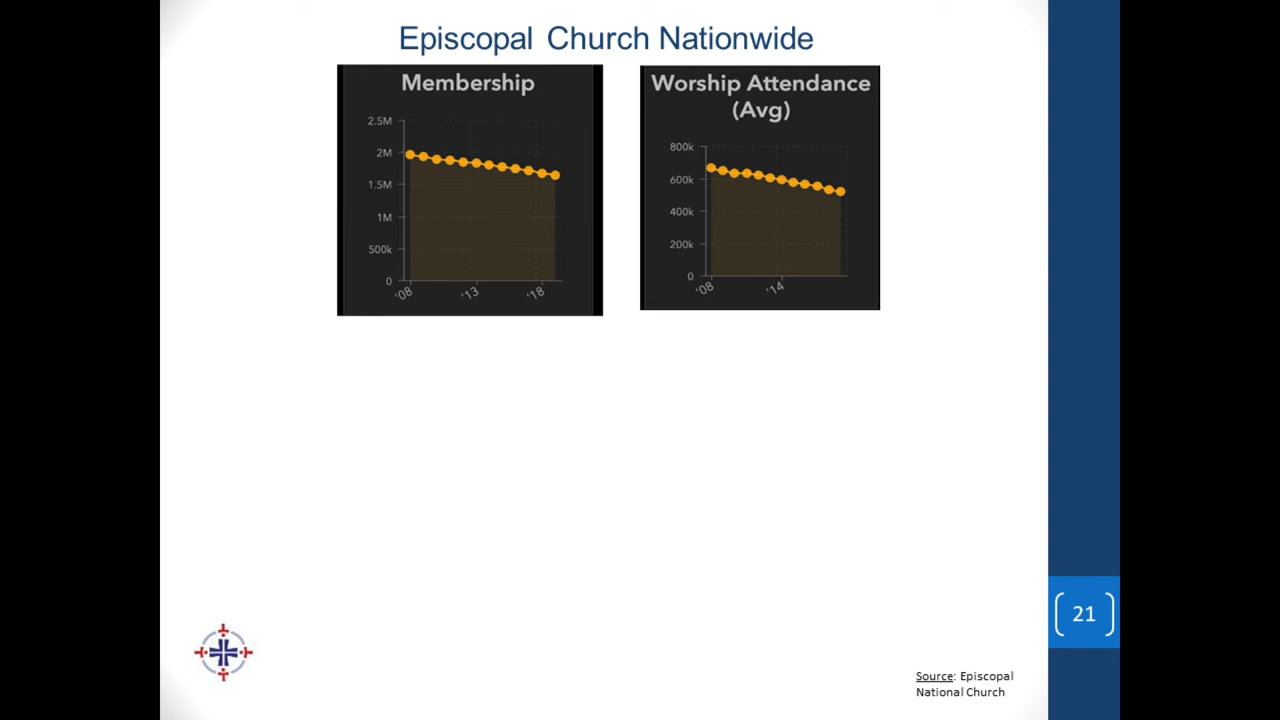 Episcopal Church Nationwide
Membership
2.5M
2M
1.5M
1M
500k
0
'08
'13
'18
Worship Attendance
(Avg)
800k
600k
400k
200k
0
'08
'14
21
Source: Episcopal
National Church